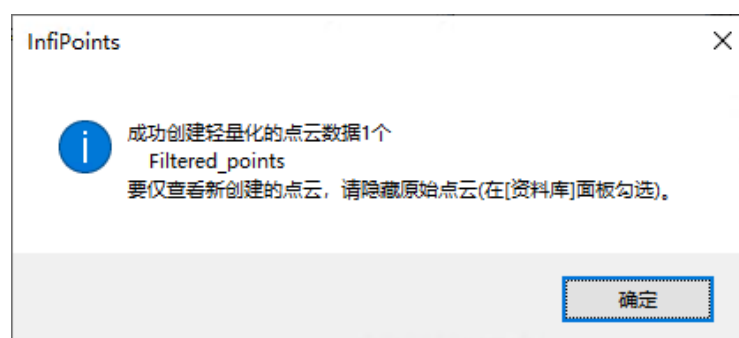 InfiPoints
成功创建轻量化的点云数据1个
Filtered_points
要仅查看新创建的点云，请隐藏原始点云(在[资料库]面板勾选)。
确定